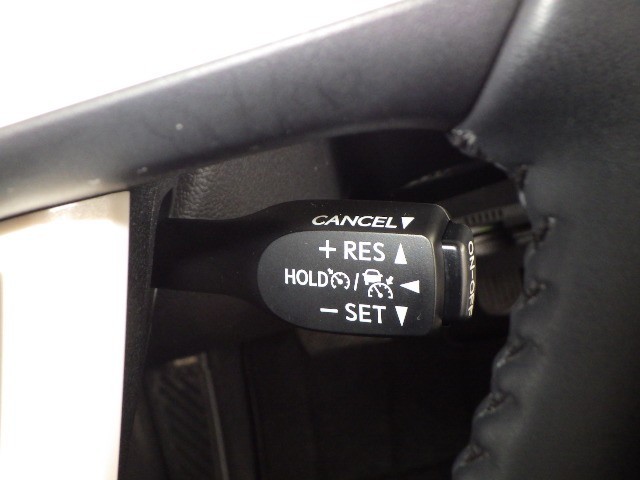 CANCEL▼
+ RES ▲
HOLD / ◀
− SET ▼
ON-OFF